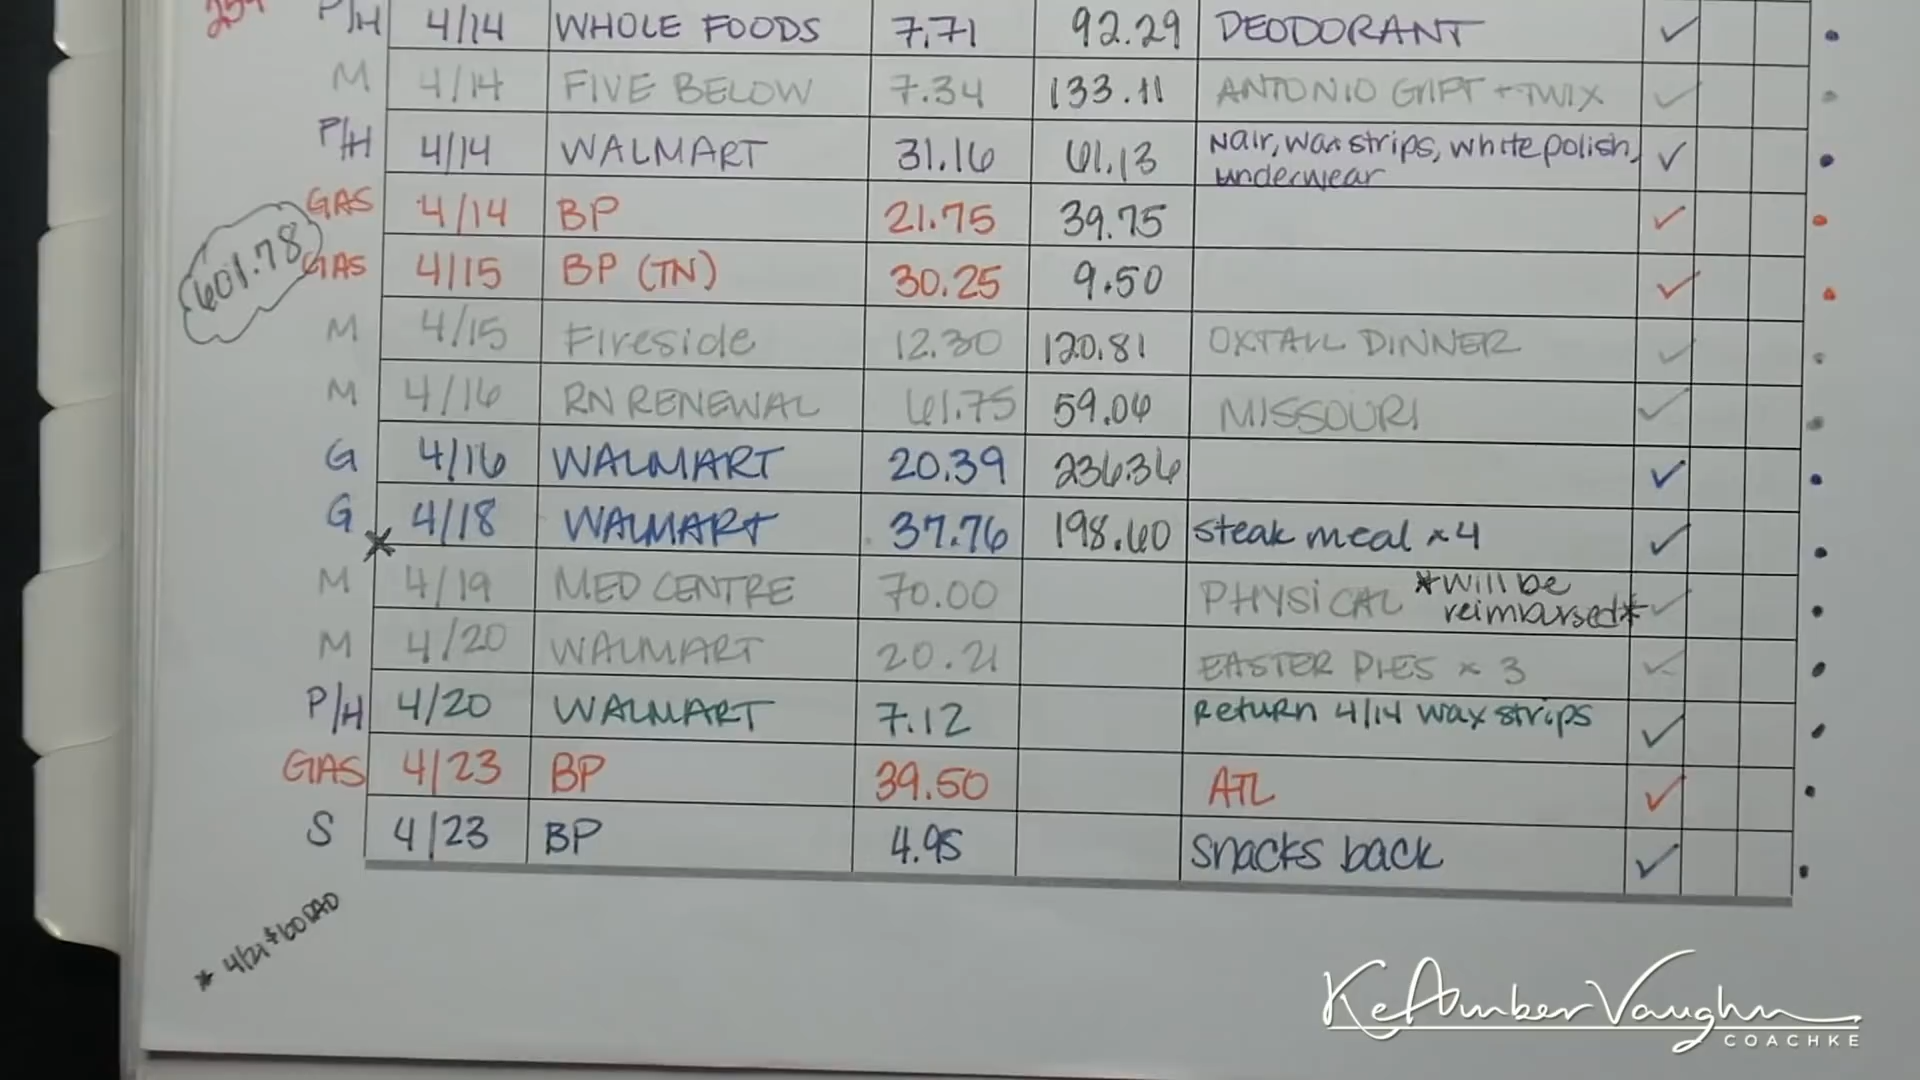 259
P/H 4/14 WHOLE FOODS 7.71 92.29 DEODORANT ✓
M 4/14 FIVE BELOW 7.34 133.11 ANTONIO GIFT + TWIX ✓
P/H 4/14 WALMART 31.16 61.13 Nair, wax strips, white polish, ✓
underwear
GAS 4/14 BP 21.75 39.75 ✓
601.78
GAS 4/15 BP (TN) 30.25 9.50 ✓
M 4/15 Fireside 12.30 120.81 OXTAIL DINNER ✓
M 4/16 RN RENEWAL 61.75 59.06 MISSOURI ✓
G 4/16 WALMART 20.39 236.36 ✓
G 4/18 WALMART 37.76 198.60 steak meal x4 ✓
M 4/19 MED CENTRE 70.00 PHYSICAL *will be ✓
reimbursed*
M 4/20 WALMART 20.21 EASTER PIES x 3 ✓
P/H 4/20 WALMART 7.12 return 4/14 wax strips ✓
GAS 4/23 BP 39.50 ATL ✓
S 4/23 BP 4.95 snacks back ✓
* 4/21 $60 DAD
KeAmber Vaughn
COACHKE